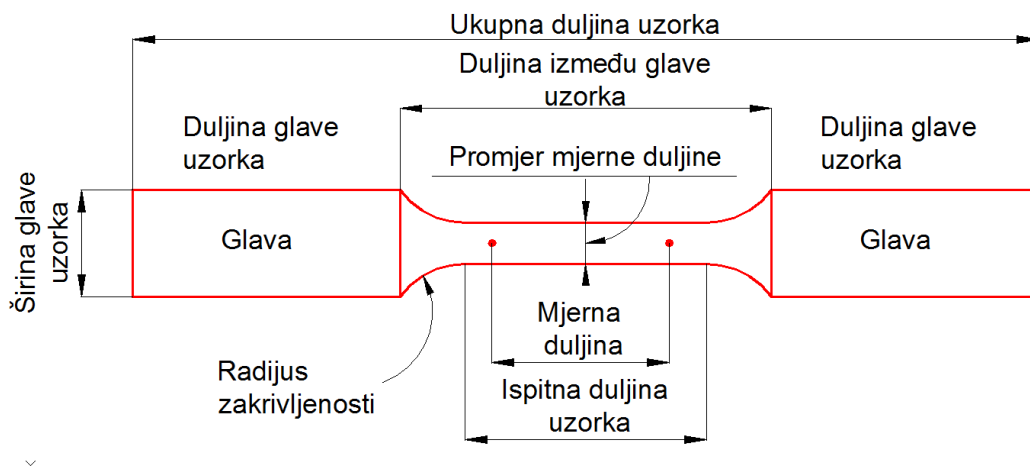 Ukupna duljina uzorka
Duljina između glave
uzorka
Duljina glave
uzorka
Duljina glave
uzorka
Promjer mjerne duljine
Širina glave
uzorka
Glava
Glava
Mjerna
duljina
Radijus
zakrivljenosti
Ispitna duljina
uzorka